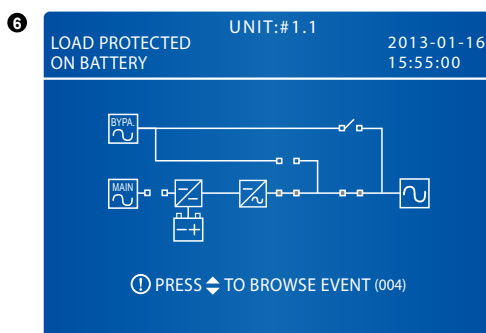 6
UNIT:#1.1
LOAD PROTECTED
ON BATTERY
2013-01-16
15:55:00
BYPA.
MAIN
PRESS TO BROWSE EVENT (004)